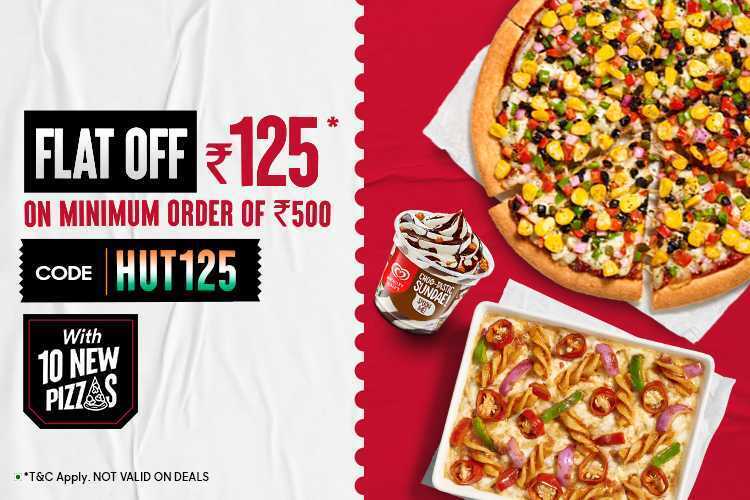 FLAT OFF ₹125*
ON MINIMUM ORDER OF ₹500
CODE HUT125
With
10 NEW
PIZZAS
*T&C Apply. NOT VALID ON DEALS
CHOC-TASTIC
SUNDAE!